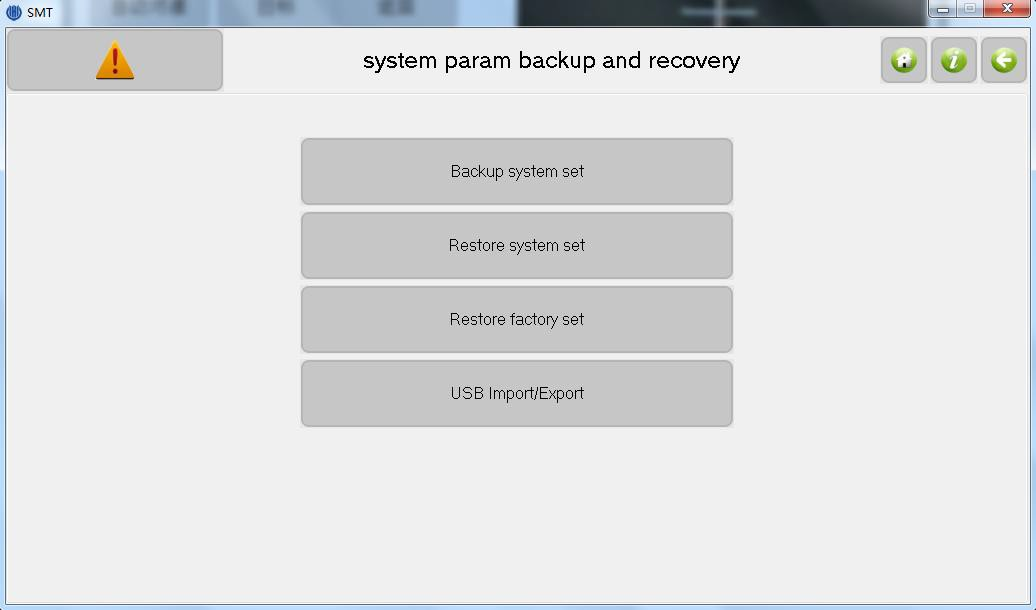 SMT
system param backup and recovery
Backup system set
Restore system set
Restore factory set
USB Import/Export